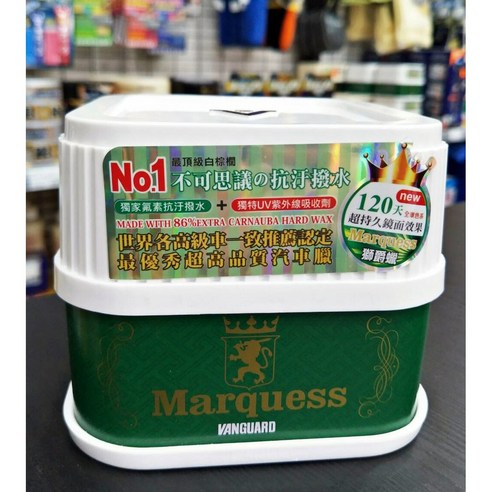 No.1
最頂級白棕櫚
不可思議の抗汙撥水
獨家氟素抗汙撥水 + 獨特UV紫外線吸收劑
MADE WITH 86% EXTRA CARNAUBA HARD WAX
世界各高級車一致推薦認定
最優秀超高品質汽車臘
new
120天
超持久鏡面效果
Marquess
獅爵蠟
Marquess
VANGUARD